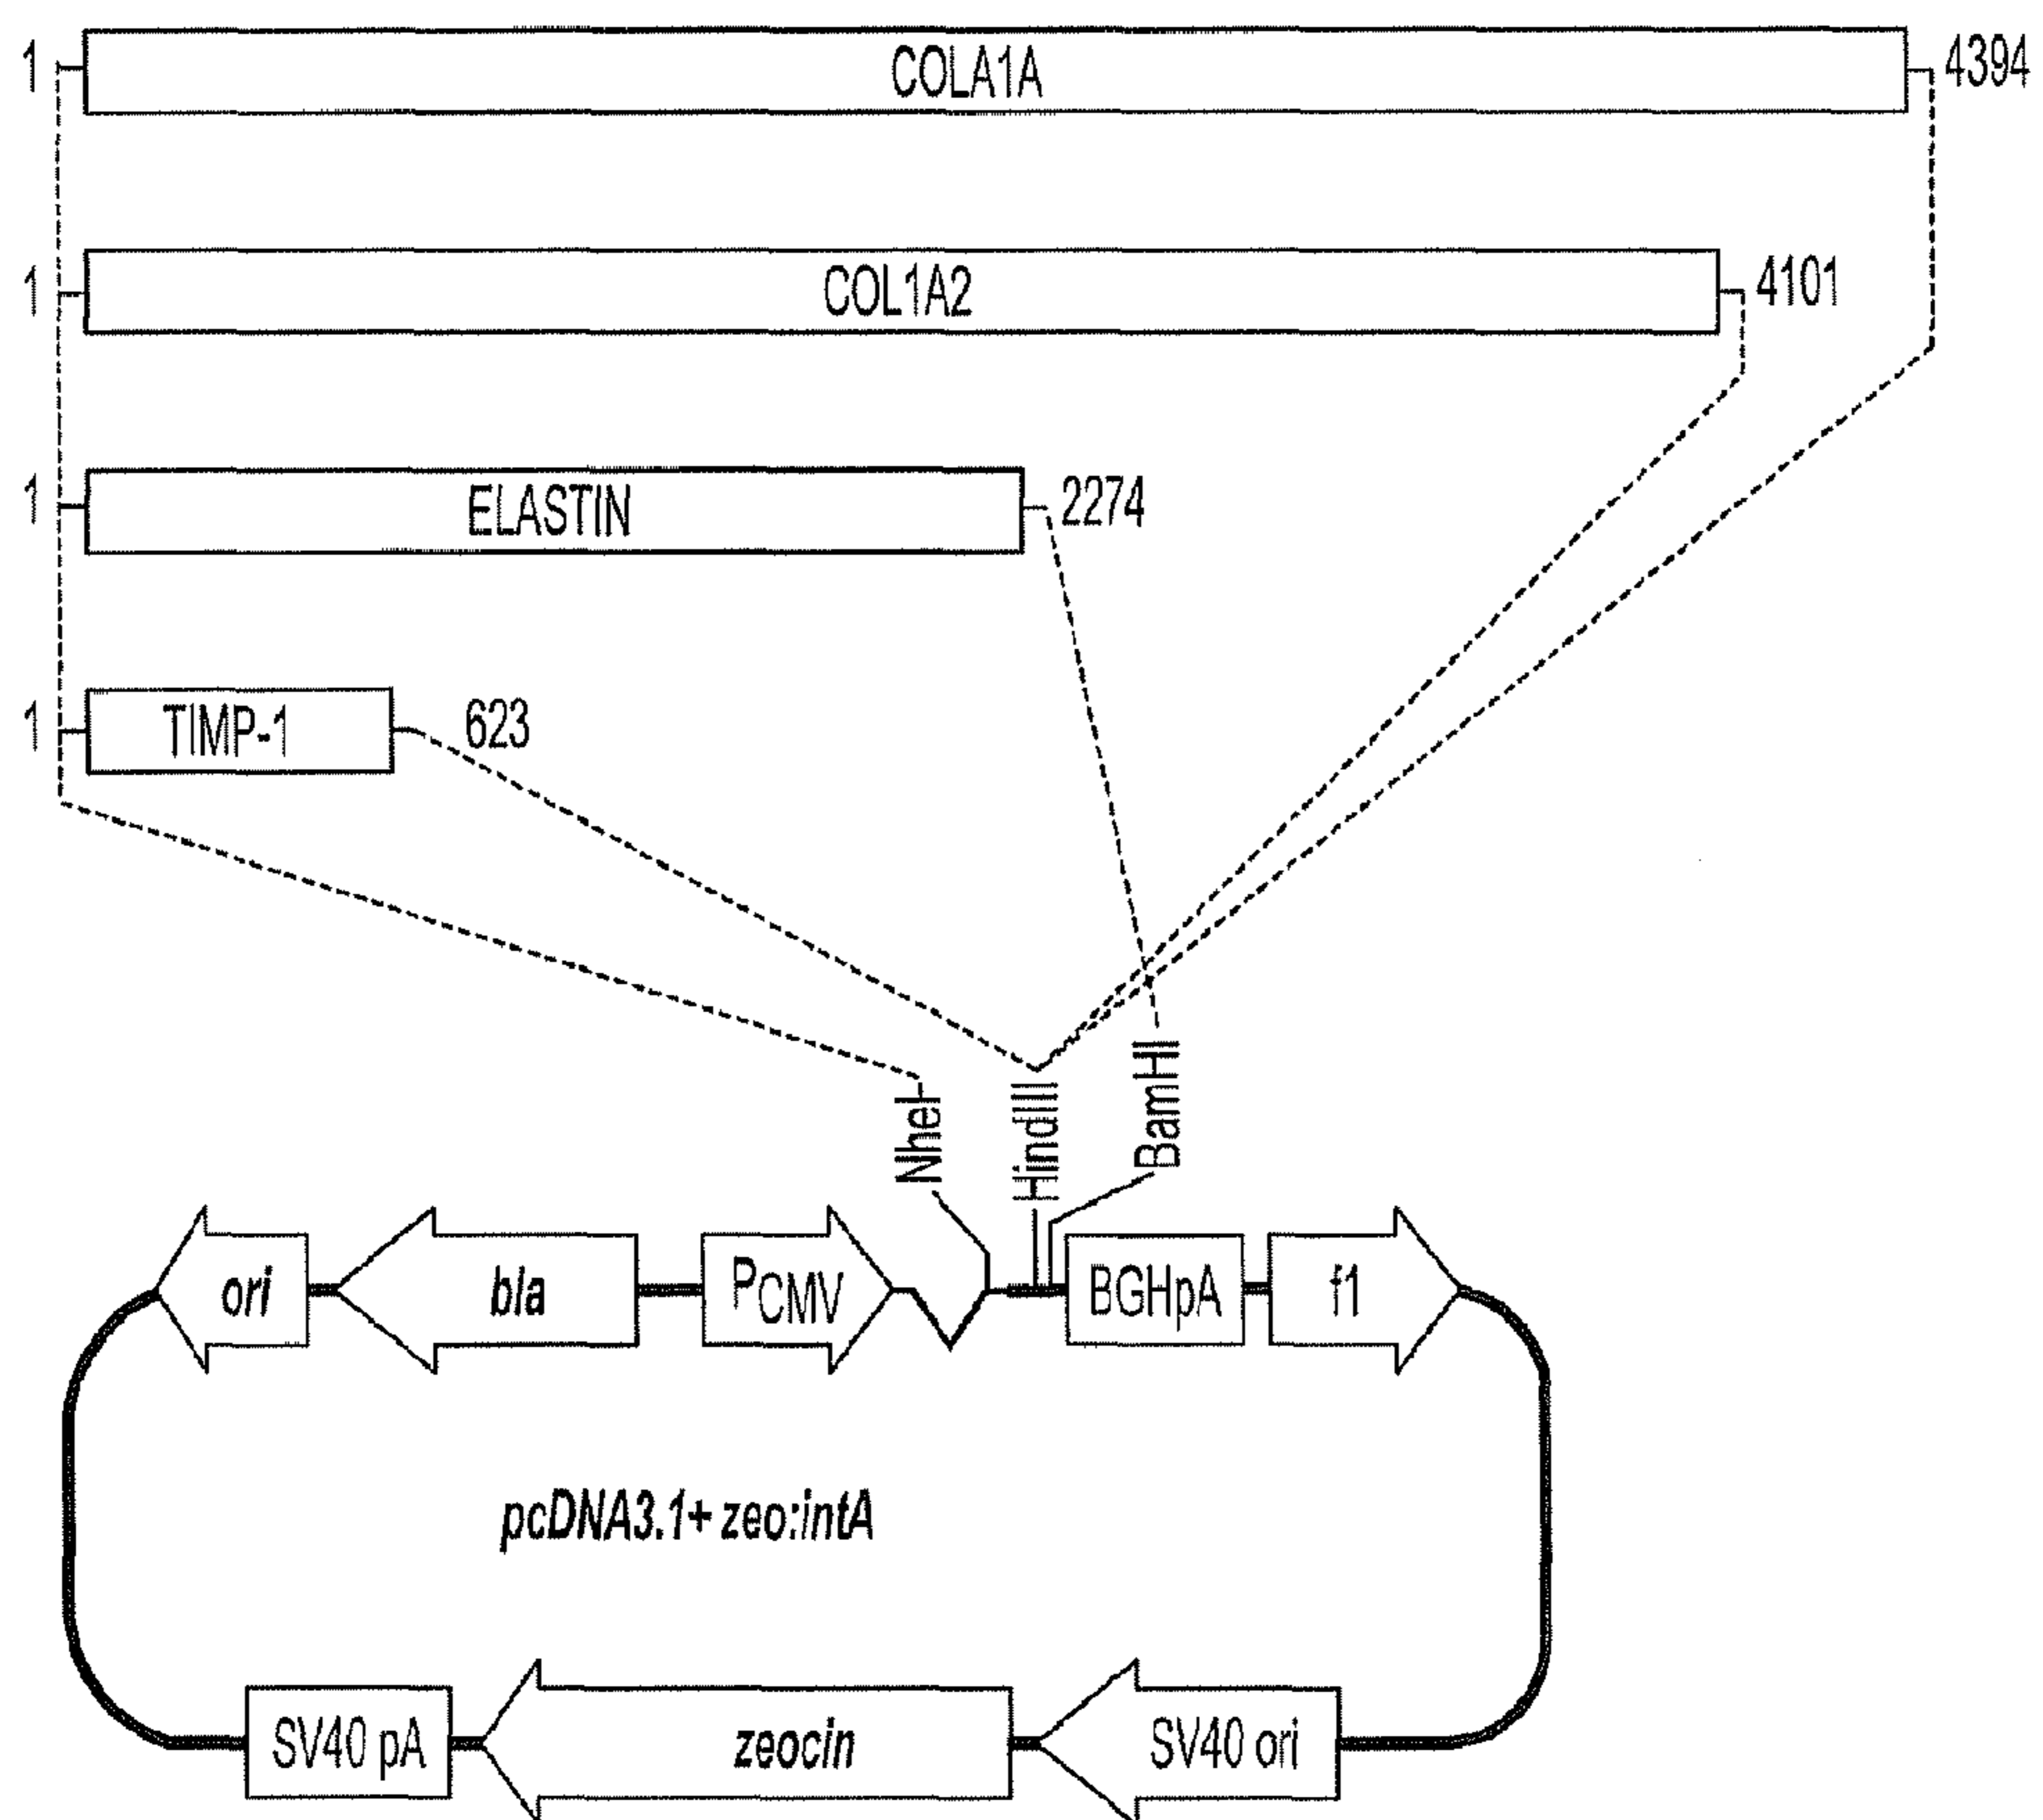 1 COLA1A 4394
1 COL1A2 4101
1 ELASTIN 2274
1 TIMP-1 623
NheI
HindIII
BamHI
ori bla PCMV BGHpA f1
pcDNA3.1+ zeo:intA
SV40 pA zeocin SV40 ori